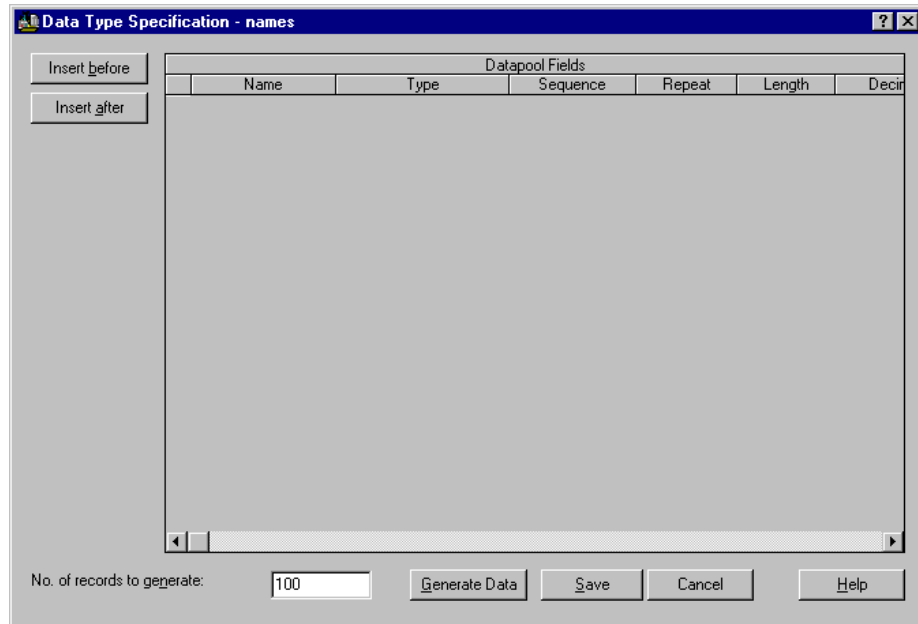 Data Type Specification - names
Insert before
Insert after
Datapool Fields
Name Type Sequence Repeat Length Decir
No. of records to generate: 100 Generate Data Save Cancel Help